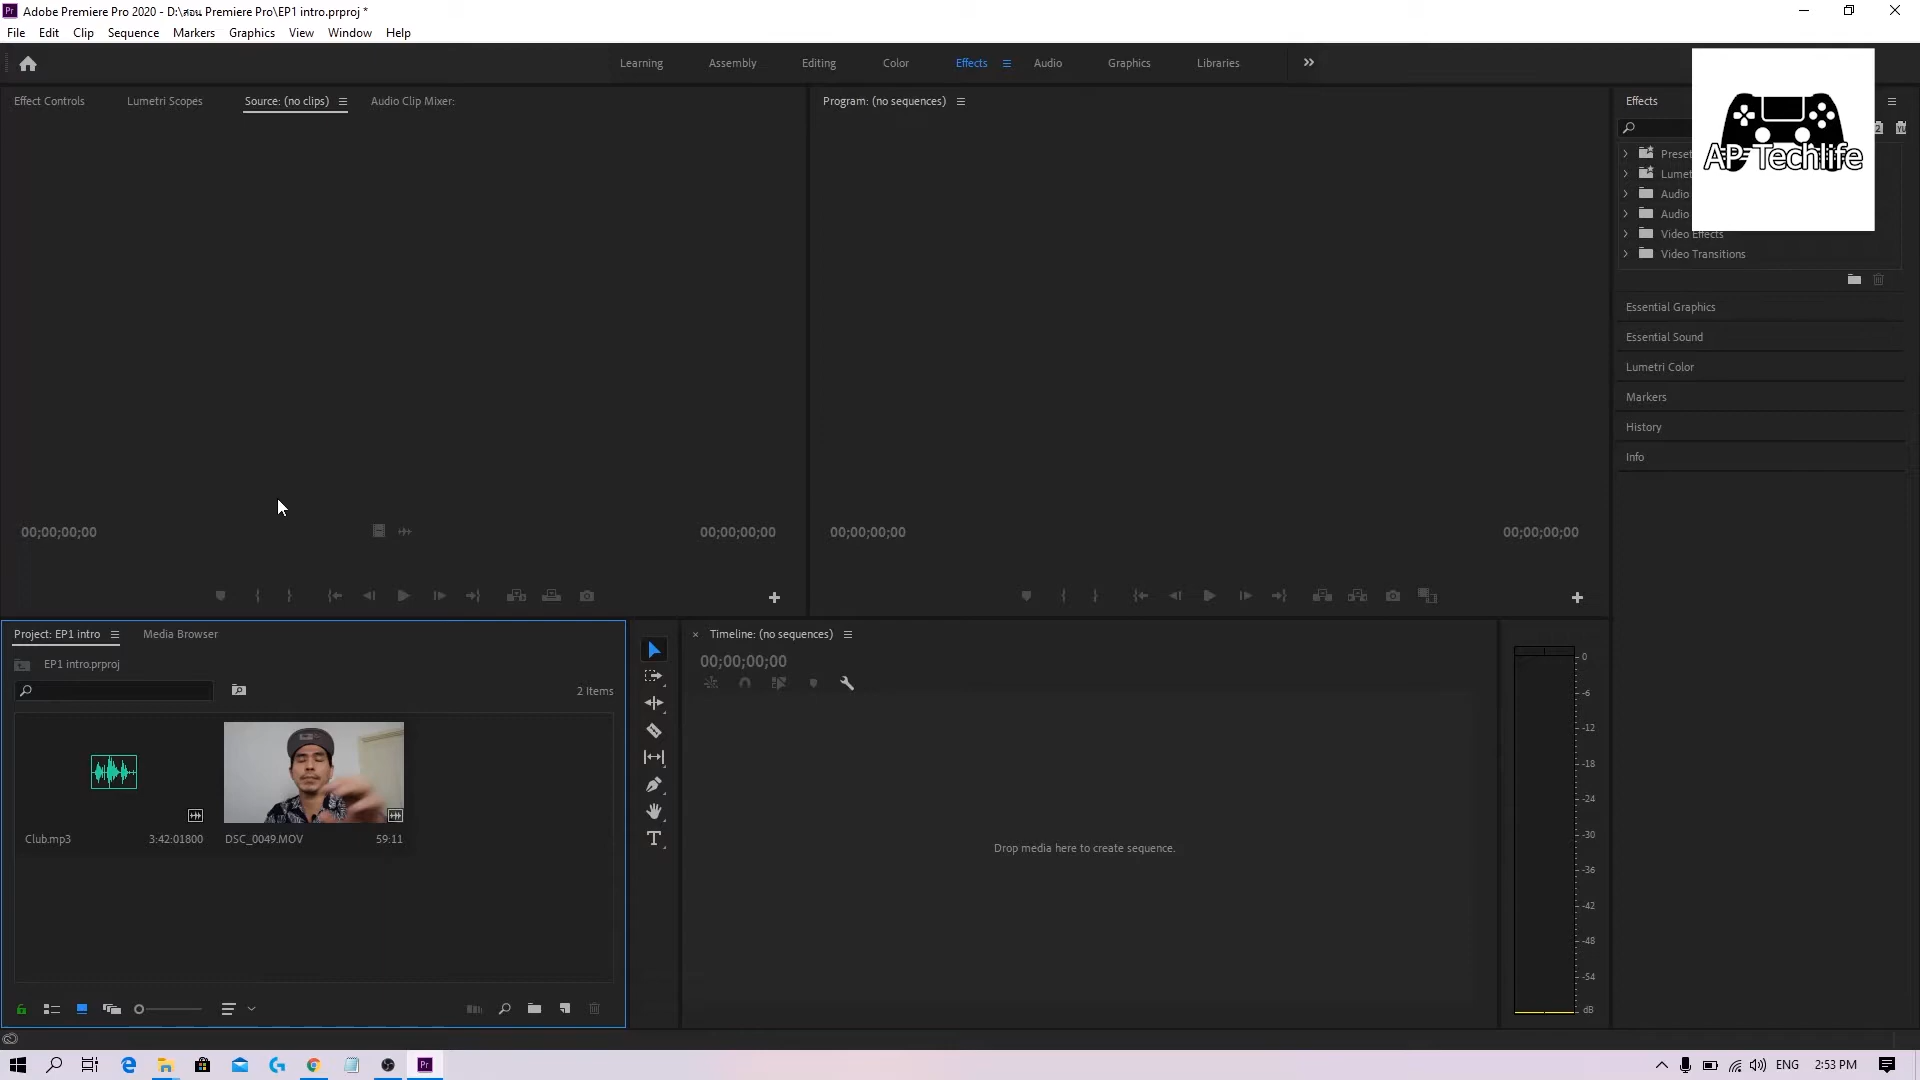 Adobe Premiere Pro 2020 - D:\สอน Premiere Pro\EP1 intro.prproj *
File Edit Clip Sequence Markers Graphics View Window Help
Learning Assembly Editing Color Effects Audio Graphics Libraries
Effect Controls Lumetri Scopes Source: (no clips) Audio Clip Mixer:
Program: (no sequences)
Effects
AP Techlife
Preset
Lumet
Audio
Audio
Video Effects
Video Transitions
Essential Graphics
Essential Sound
Lumetri Color
Markers
History
Info
00;00;00;00 00;00;00;00
00;00;00;00 00;00;00;00
Project: EP1 intro Media Browser
EP1 intro.prproj
2 Items
Club.mp3 3:42:01800
DSC_0049.MOV 59:11
Timeline: (no sequences)
00;00;00;00
Drop media here to create sequence.
0
-6
-12
-18
-24
-30
-36
-42
-48
-54
dB
ENG 2:53 PM